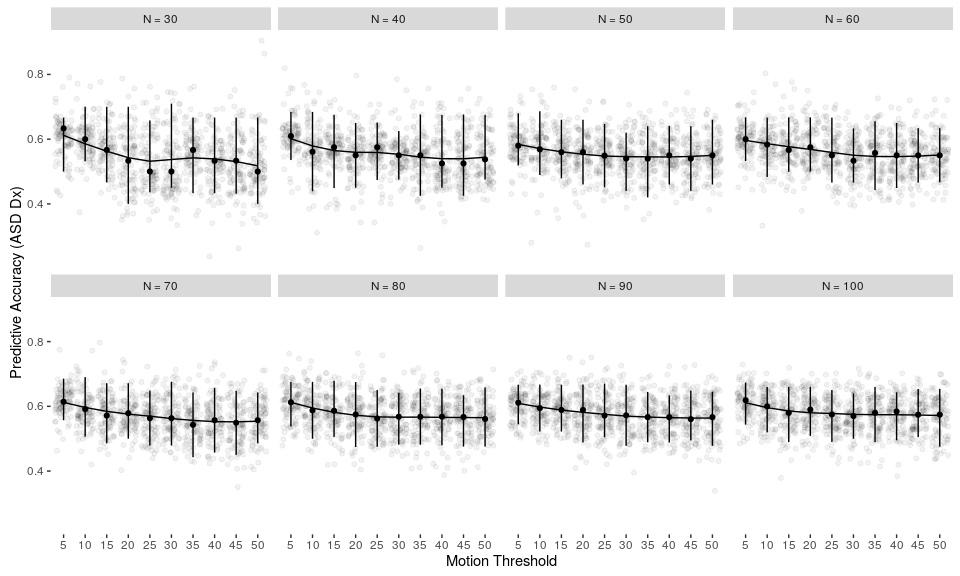 N = 30 N = 40 N = 50 N = 60
0.8
0.6
0.4
N = 70 N = 80 N = 90 N = 100
0.8
0.6
0.4
5 10 15 20 25 30 35 40 45 50 5 10 15 20 25 30 35 40 45 50 5 10 15 20 25 30 35 40 45 50 5 10 15 20 25 30 35 40 45 50
Motion Threshold
Predictive Accuracy (ASD Dx)